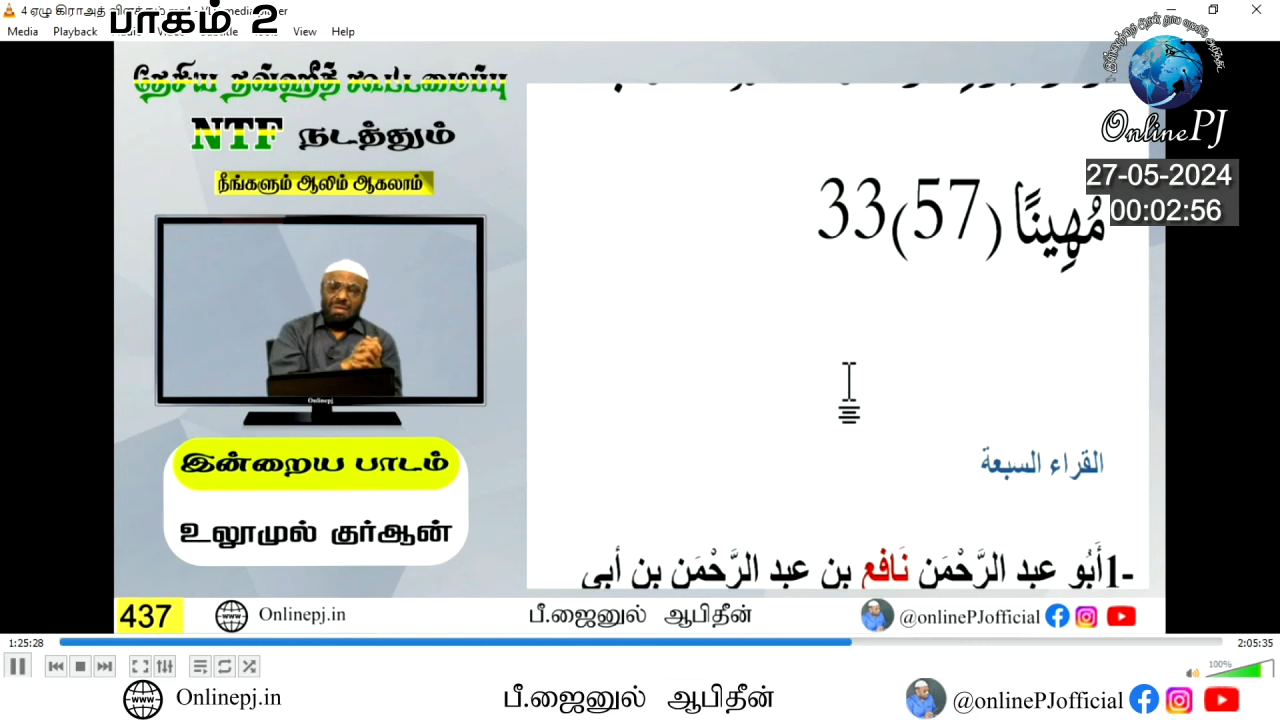 பாகம் 2
Media Playback View Help
தேசிய தவ்ஹீத் கூட்டமைப்பு
NTF நடத்தும்
நீங்களும் ஆலிம் ஆகலாம்
Onlinepj
இன்றைய பாடம்
உலூமுல் குர்ஆன்
OnlinePJ
27-05-2024
00:02:56
مُهِينًا (57)33
القراء السبعة
1-أَبُو عبد الرَّحْمَن نَافِع بن عبد الرَّحْمَن بن أبي
437
Onlinepj.in
பீ.ஜைனுல் ஆபிதீன்
@onlinePJofficial
1:25:28
2:05:35
100%
Onlinepj.in
பீ.ஜைனுல் ஆபிதீன்
@onlinePJofficial